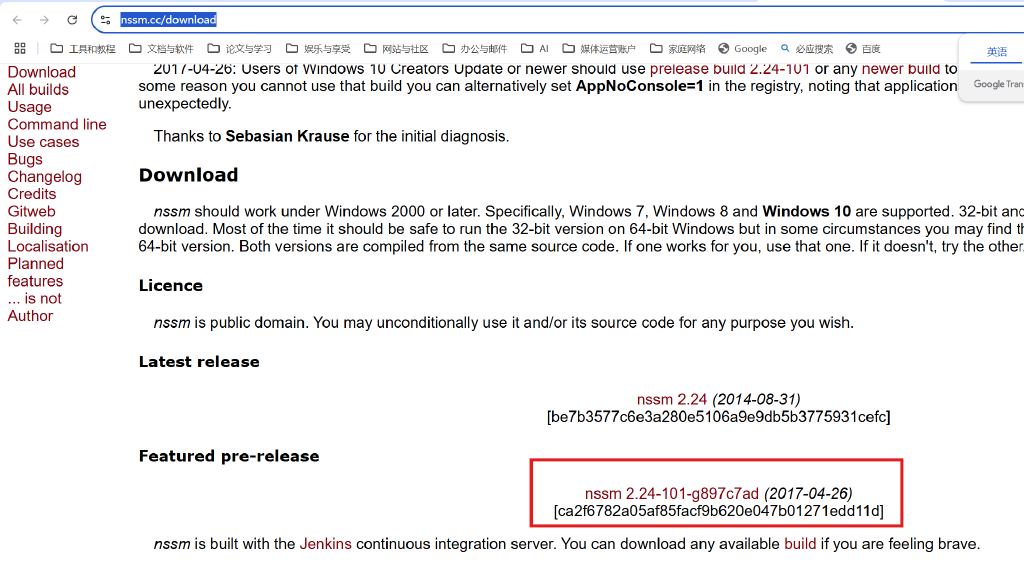 nssm.cc/download
工具和教程 文档与软件 论文与学习 娱乐与享受 网站与社区 办公与邮件 AI 媒体运营账户 家庭网络 Google 必应搜索 百度
英语
Google Tran
Download
All builds
Usage
Command line
Use cases
Bugs
Changelog
Credits
Gitweb
Building
Localisation
Planned
features
... is not
Author
2017-04-26: Users of Windows 10 Creators Update or newer should use prelease build 2.24-101 or any newer build to
some reason you cannot use that build you can alternatively set AppNoConsole=1 in the registry, noting that application
unexpectedly.
Thanks to Sebasian Krause for the initial diagnosis.
Download
nssm should work under Windows 2000 or later. Specifically, Windows 7, Windows 8 and Windows 10 are supported. 32-bit and
download. Most of the time it should be safe to run the 32-bit version on 64-bit Windows but in some circumstances you may find th
64-bit version. Both versions are compiled from the same source code. If one works for you, use that one. If it doesn't, try the other.
Licence
nssm is public domain. You may unconditionally use it and/or its source code for any purpose you wish.
Latest release
nssm 2.24 (2014-08-31)
[be7b3577c6e3a280e5106a9e9db5b3775931cefc]
Featured pre-release
nssm 2.24-101-g897c7ad (2017-04-26)
[ca2f6782a05af85facf9b620e047b01271edd11d]
nssm is built with the Jenkins continuous integration server. You can download any available build if you are feeling brave.